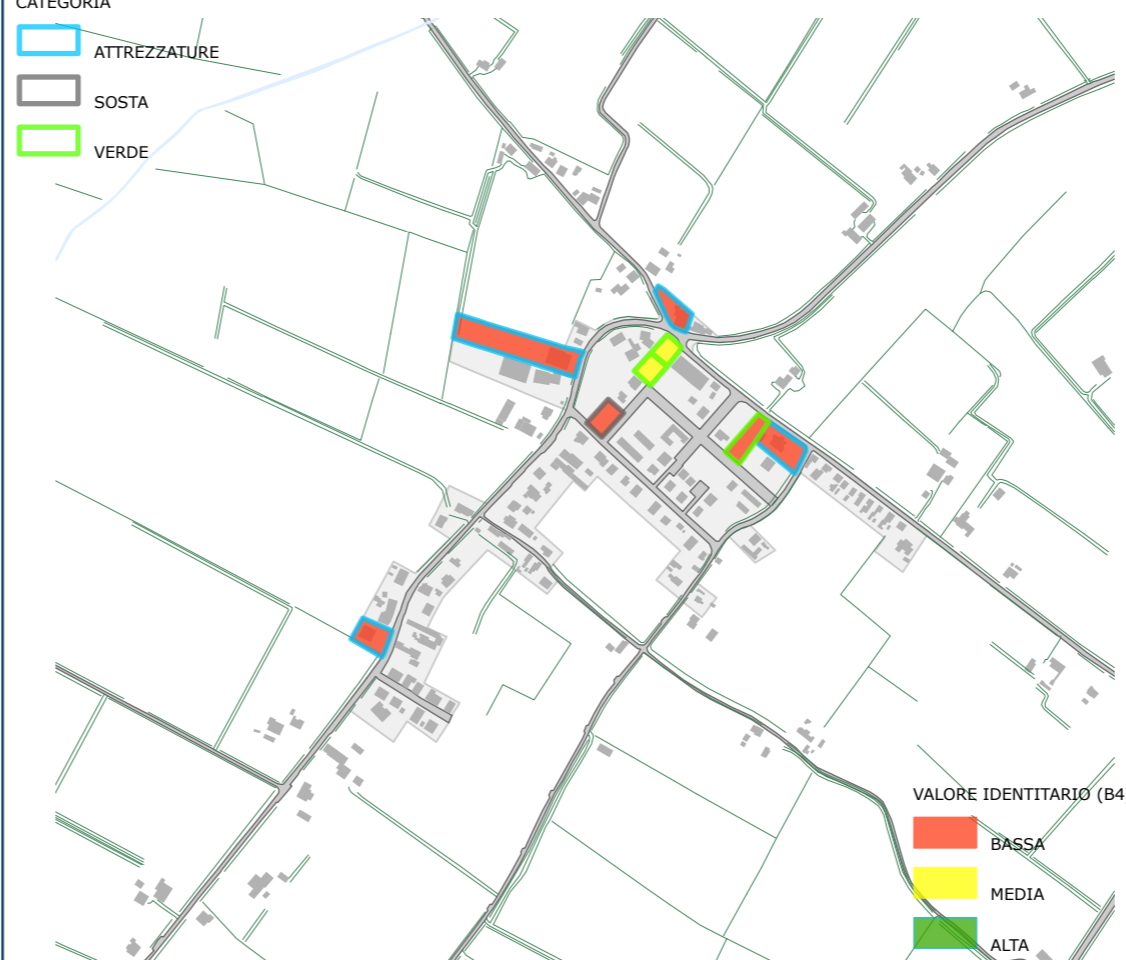 CATEGORIA
ATTREZZATURE
SOSTA
VERDE
VALORE IDENTITARIO (B4
BASSA
MEDIA
ALTA